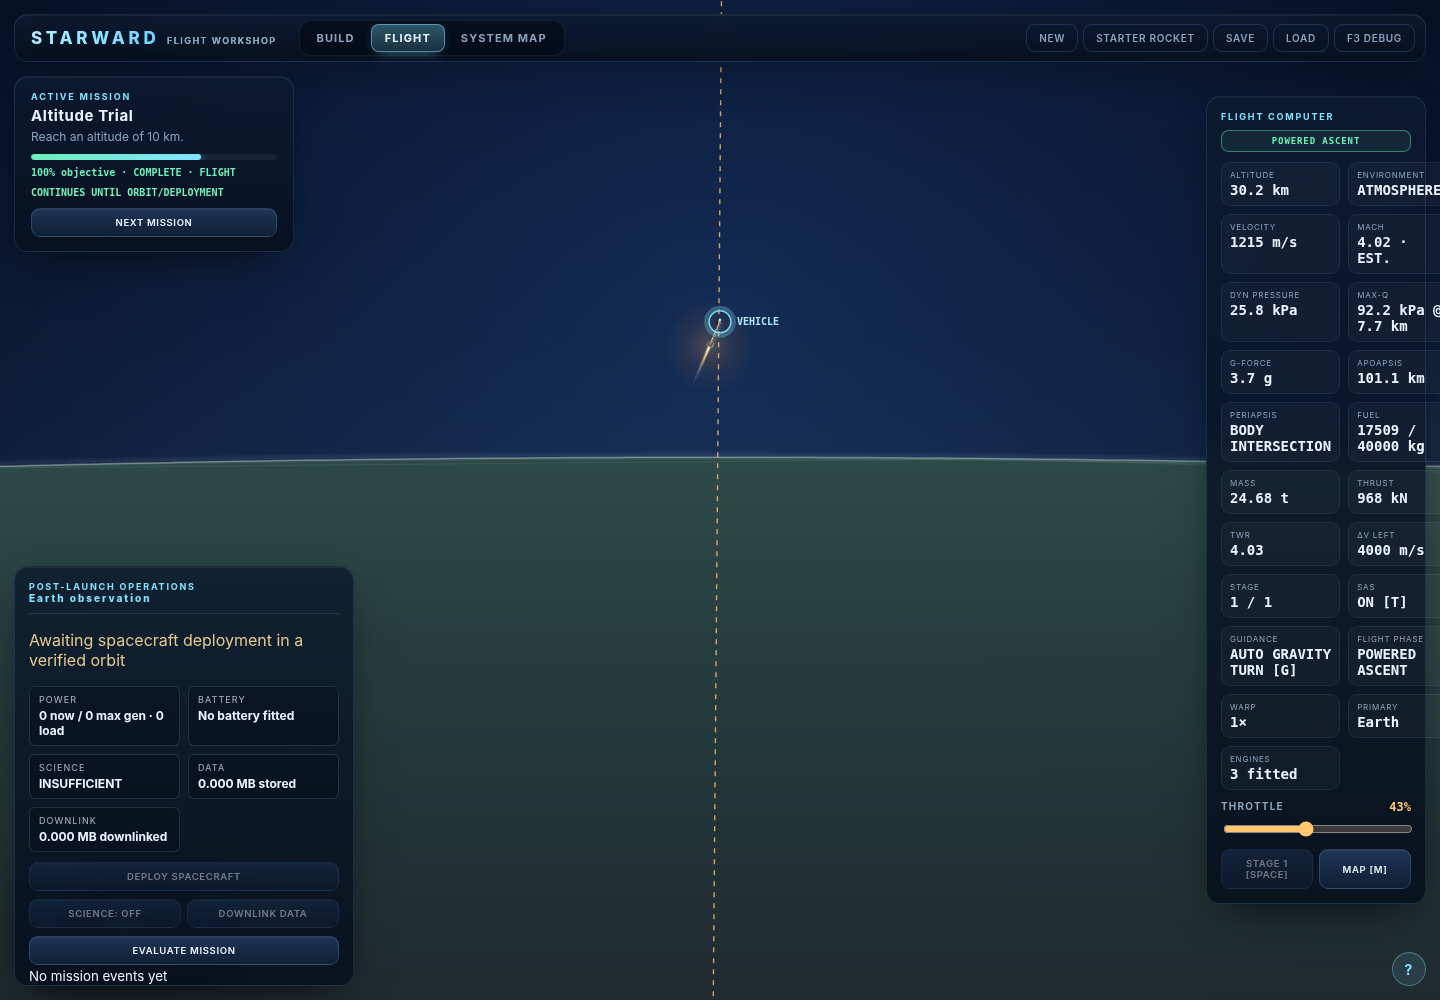 STARWARD FLIGHT WORKSHOP
BUILD FLIGHT SYSTEM MAP
NEW STARTER ROCKET SAVE LOAD F3 DEBUG
ACTIVE MISSION
Altitude Trial
Reach an altitude of 10 km.
100% objective · COMPLETE · FLIGHT
CONTINUES UNTIL ORBIT/DEPLOYMENT
NEXT MISSION
VEHICLE
POST-LAUNCH OPERATIONS
Earth observation
Awaiting spacecraft deployment in a
verified orbit
POWER
0 now / 0 max gen · 0
load
BATTERY
No battery fitted
SCIENCE
INSUFFICIENT
DATA
0.000 MB stored
DOWNLINK
0.000 MB downlinked
DEPLOY SPACECRAFT
SCIENCE: OFF
DOWNLINK DATA
EVALUATE MISSION
No mission events yet
FLIGHT COMPUTER
POWERED ASCENT
ALTITUDE
30.2 km
ENVIRONMENT
ATMOSPHERE
VELOCITY
1215 m/s
MACH
4.02 ·
EST.
DYN PRESSURE
25.8 kPa
MAX-Q
92.2 kPa @
7.7 km
G-FORCE
3.7 g
APOAPSIS
101.1 km
PERIAPSIS
BODY
INTERSECTION
FUEL
17509 /
40000 kg
MASS
24.68 t
THRUST
968 kN
TWR
4.03
ΔV LEFT
4000 m/s
STAGE
1 / 1
SAS
ON [T]
GUIDANCE
AUTO GRAVITY
TURN [G]
FLIGHT PHASE
POWERED
ASCENT
WARP
1×
PRIMARY
Earth
ENGINES
3 fitted
THROTTLE 43%
STAGE 1
[SPACE]
MAP [M]
?